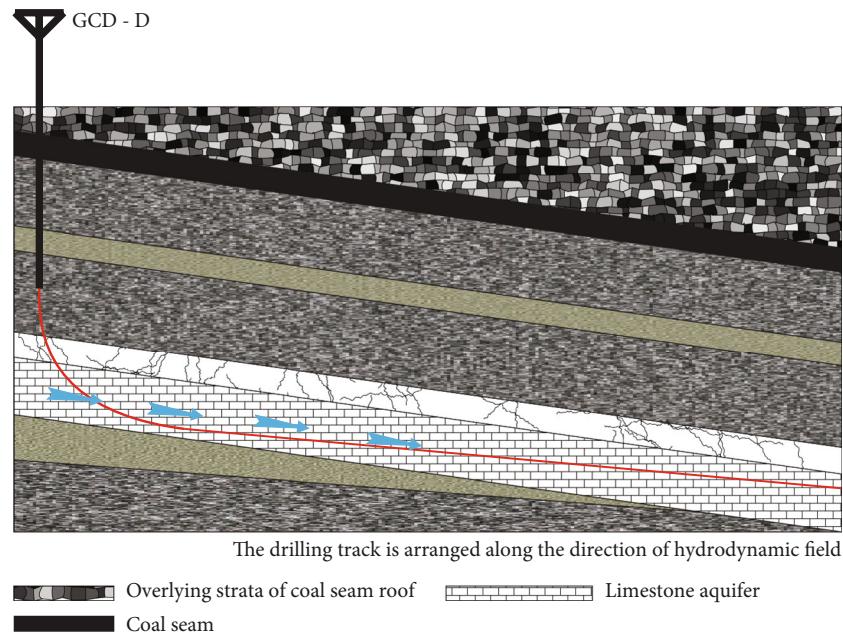 GCD - D
The drilling track is arranged along the direction of hydrodynamic field
Overlying strata of coal seam roof
Limestone aquifer
Coal seam